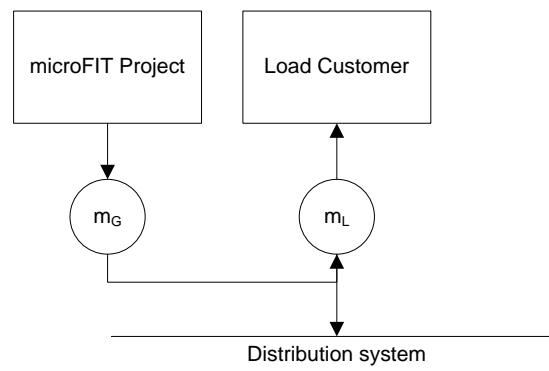 microFIT Project
Load Customer
mG
mL
Distribution system